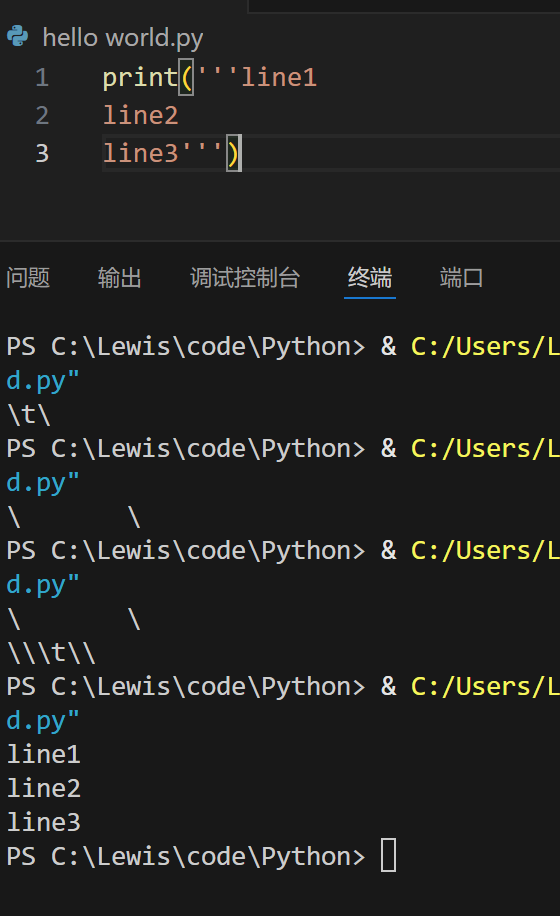 hello world.py
1 print('''line1
2 line2
3 line3''')
问题 输出 调试控制台 终端 端口
PS C:\Lewis\code\Python> & C:/Users/L
d.py"
\t\
PS C:\Lewis\code\Python> & C:/Users/L
d.py"
\       \
PS C:\Lewis\code\Python> & C:/Users/L
d.py"
\       \
\\\t\\
PS C:\Lewis\code\Python> & C:/Users/L
d.py"
line1
line2
line3
PS C:\Lewis\code\Python>